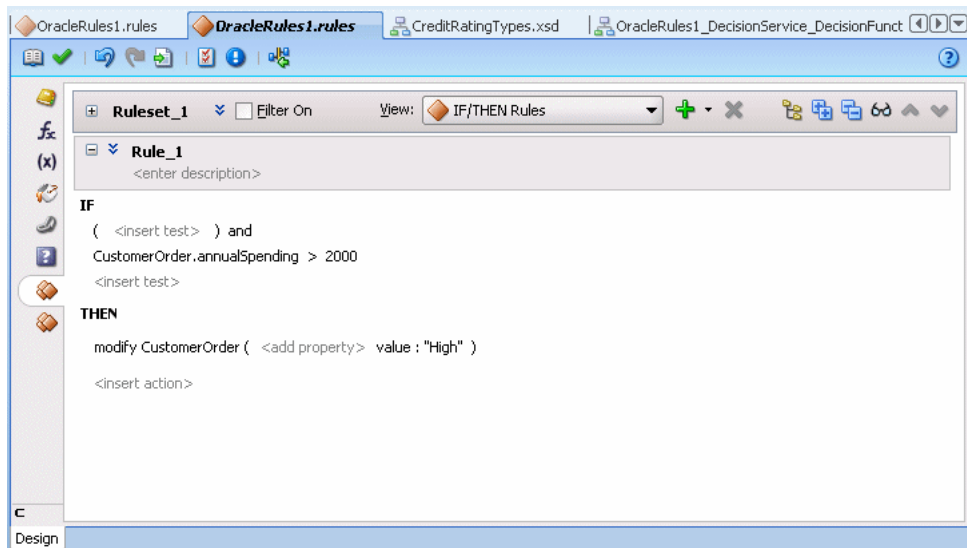 OracleRules1.rules
OracleRules1.rules
CreditRatingTypes.xsd
OracleRules1_DecisionService_DecisionFunct
Ruleset_1
Filter On
View:
IF/THEN Rules
fx
(x)
Rule_1
<enter description>
IF
( <insert test> ) and
CustomerOrder.annualSpending > 2000
<insert test>
THEN
modify CustomerOrder ( <add property> value : "High" )
<insert action>
Design